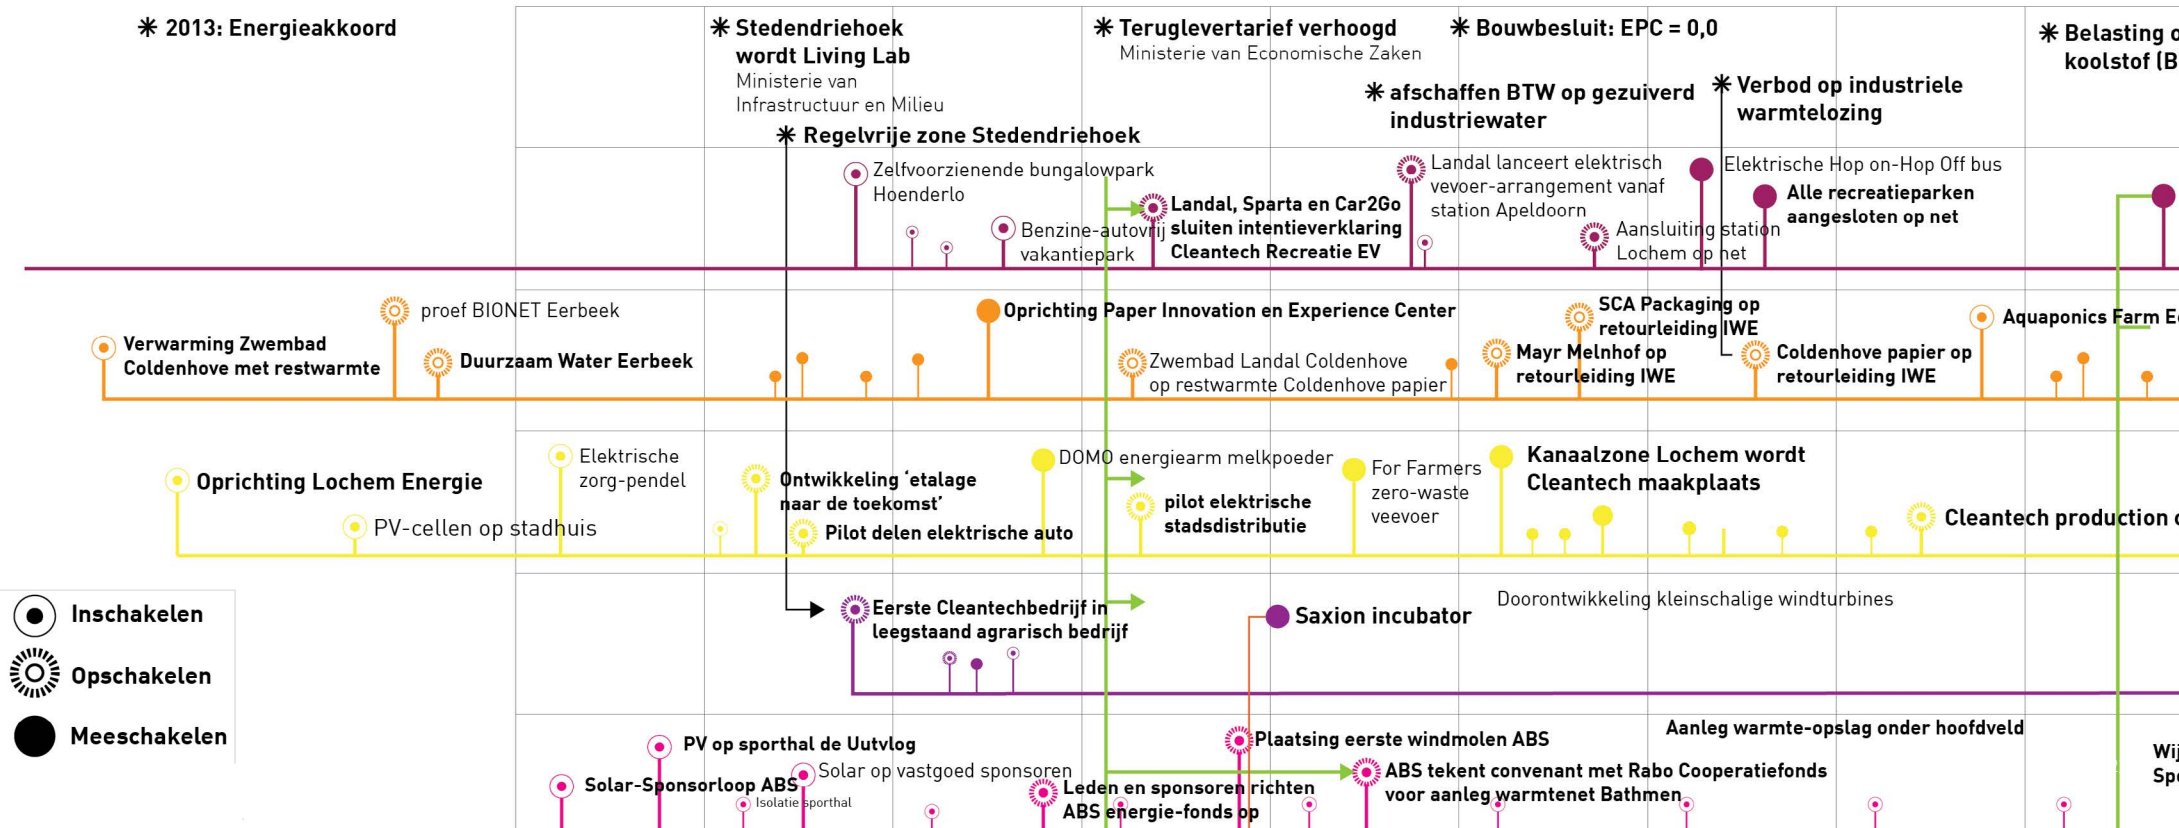 2013: Energieakkoord
Stedendriehoek
wordt Living Lab
Ministerie van
Infrastructuur en Milieu
Regelvrije zone Stedendriehoek
Teruglevertarief verhoogd
Ministerie van Economische Zaken
Bouwbesluit: EPC = 0,0
afschaffen BTW op gezuiverd
industriewater
Verbod op industriele
warmtelozing
Belasting
koolstof (B
Zelfvoorzienende bungalowpark
Hoenderlo
Benzine-autovrij
vakantiepark
Landal, Sparta en Car2Go
sluiten intentieverklaring
Cleantech Recreatie EV
Landal lanceert elektrisch
vevoer-arrangement vanaf
station Apeldoorn
Aansluiting station
Lochem op net
Elektrische Hop on-Hop Off bus
Alle recreatieparken
aangesloten op net
Verwarming Zwembad
Coldenhove met restwarmte
proef BIONET Eerbeek
Duurzaam Water Eerbeek
Oprichting Paper Innovation en Experience Center
Zwembad Landal Coldenhove
op restwarmte Coldenhove papier
SCA Packaging op
retourleiding IWE
Mayr Melnhof op
retourleiding IWE
Coldenhove papier op
retourleiding IWE
Aquaponics Farm
Oprichting Lochem Energie
PV-cellen op stadhuis
Elektrische
zorg-pendel
Ontwikkeling ‘etalage
naar de toekomst’
Pilot delen elektrische auto
DOMO energiearm melkpoeder
pilot elektrische
stadsdistributie
For Farmers
zero-waste
veevoer
Kanaalzone Lochem wordt
Cleantech maakplaats
Cleantech production
Inschakelen
Opschakelen
Meeschakelen
Eerste Cleantechbedrijf in
leegstaand agrarisch bedrijf
Saxion incubator
Doorontwikkeling kleinschalige windturbines
PV op sporthal de Uutvlog
Solar-Sponsorloop ABS
Solar op vastgoed sponsoren
Isolatie sporthal
Leden en sponsoren richten
ABS energie-fonds op
Plaatsing eerste windmolen ABS
ABS tekent convenant met Rabo Cooperatiefonds
voor aanleg warmtenet Bathmen
Aanleg warmte-opslag onder hoofdveld
Wij
Spo